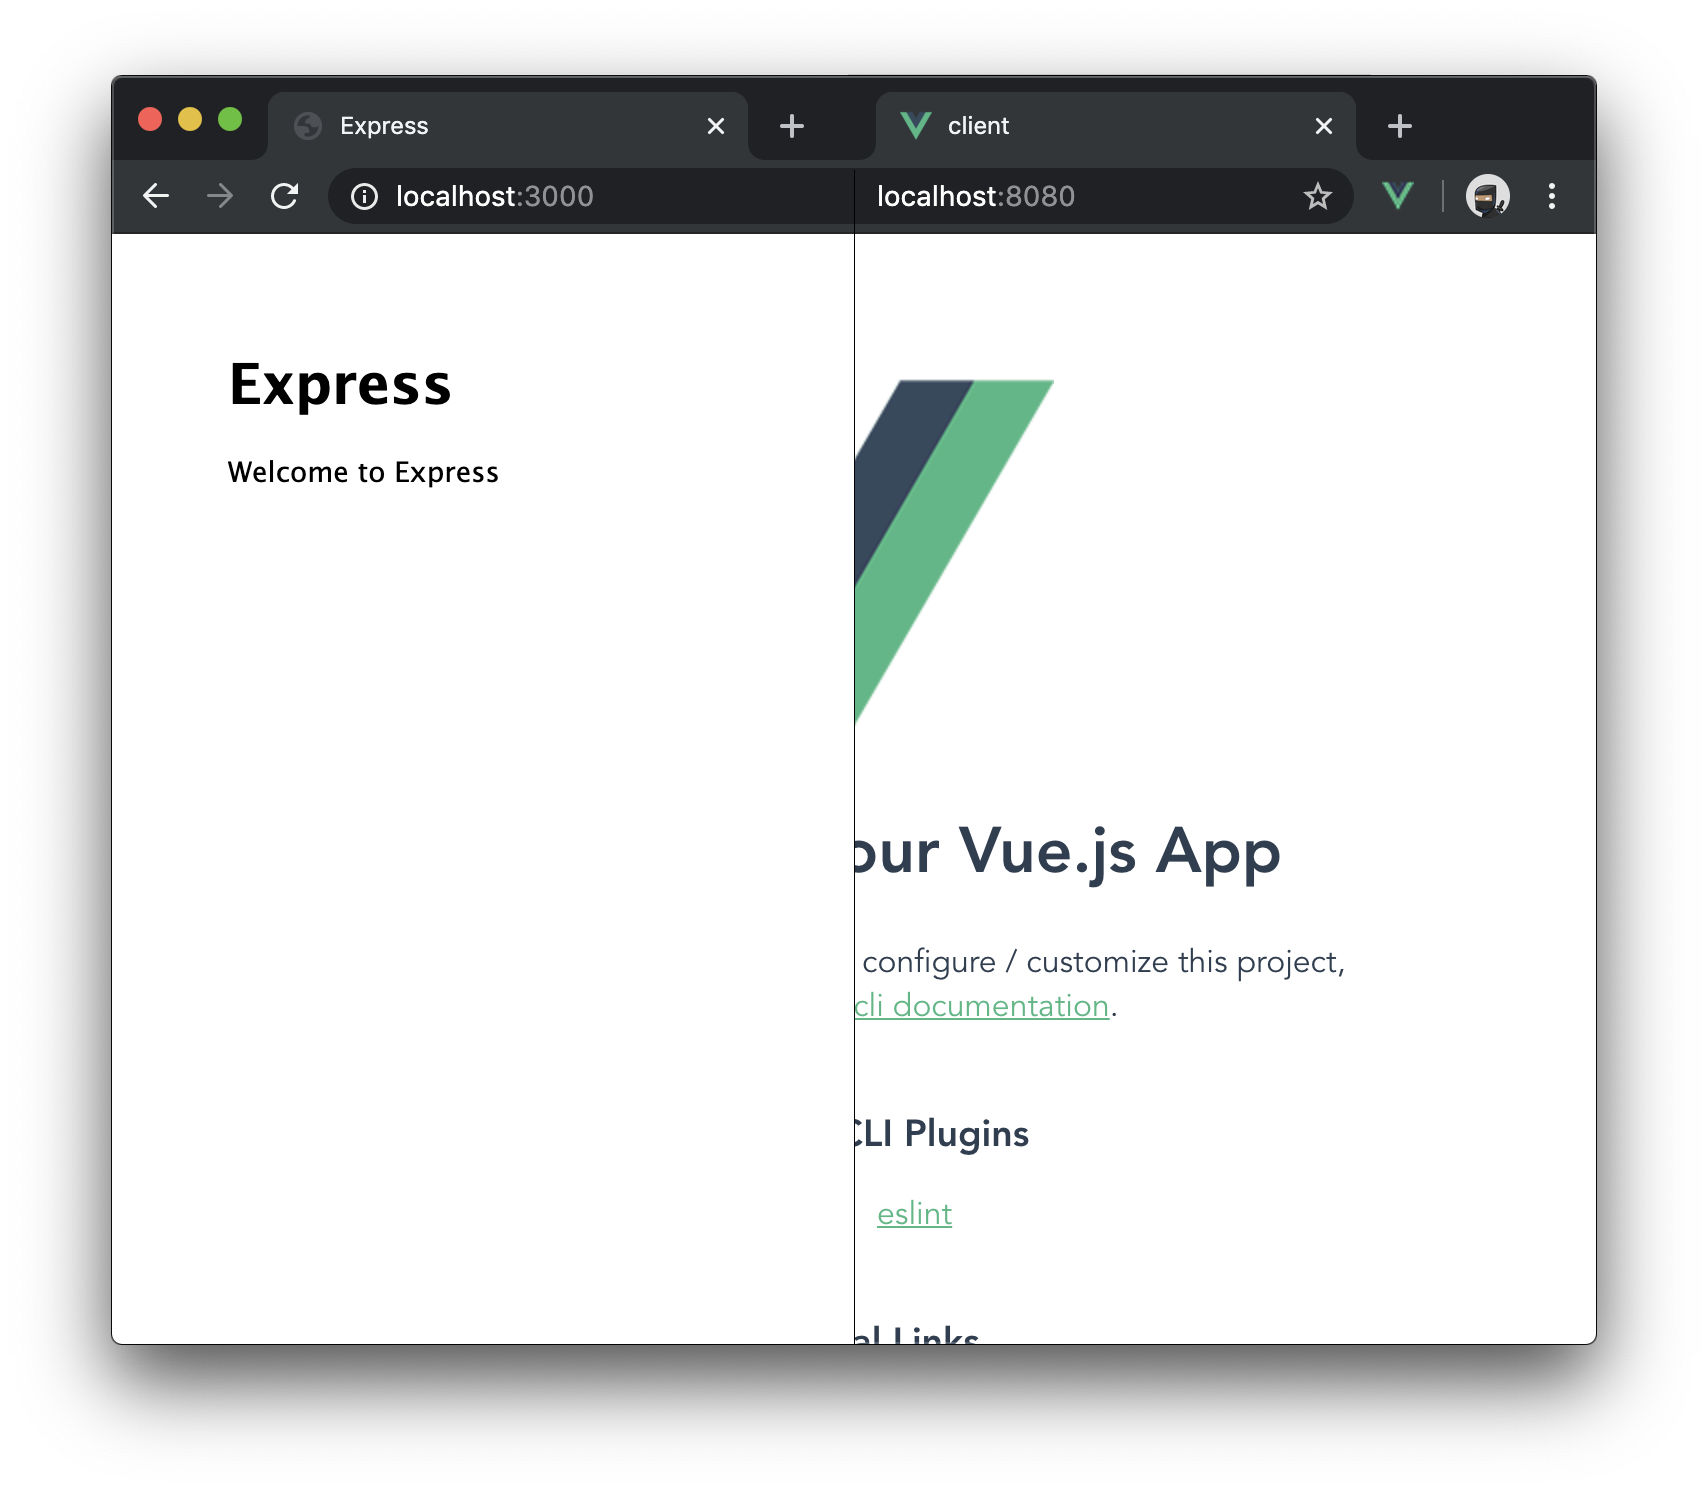 Express
client
localhost:3000
localhost:8080
Express
Welcome to Express
our Vue.js App
configure / customize this project,
cli documentation.
CLI Plugins
eslint
al Links